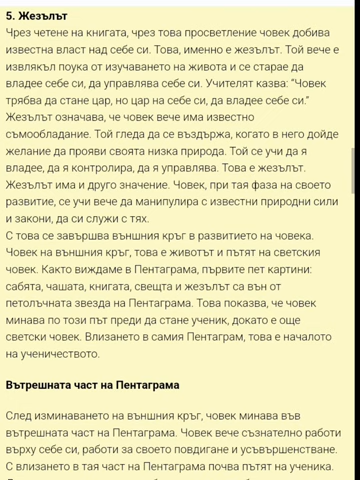 5. Жезълът
Чрез четене на книгата, чрез това просветление човек добива
известна власт над себе си. Това, именно е жезълът. Той вече е
извлякъл поука от изучаването на живота и се старае да
владее себе си, да управлява себе си. Учителят казва: "Човек
трябва да стане цар, но цар на себе си, да владее себе си."
Жезълът означава, че човек вече има известно
съмообладание. Той гледа да се въздържа, когато в него дойде
желание да прояви своята низка природа. Той се учи да я
владее, да я контролира, да я управлява. Това е жезълът.
Жезълът има и друго значение. Човек, при тая фаза на своето
развитие, се учи вече да манипулира с известни природни сили
и закони, да си служи с тях.
С това се завършва външния кръг в развитието на човека.
Човек на външния кръг, това е животът и пътят на светския
човек. Както виждаме в Пентаграма, първите пет картини:
сабята, чашата, книгата, свещта и жезълът са вън от
петолъчната звезда на Пентаграма. Това показва, че човек
минава по този път преди да стане ученик, докато е още
светски човек. Влизането в самия Пентаграм, това е началото
на ученичеството.
Вътрешната част на Пентаграма
След изминаването на външния кръг, човек минава във
вътрешната част на Пентаграма. Човек вече съзнателно работи
върху себе си, работи за своето повдигане и усъвършенстване.
С влизането в тая част на Пентаграма почва пътят на ученика.